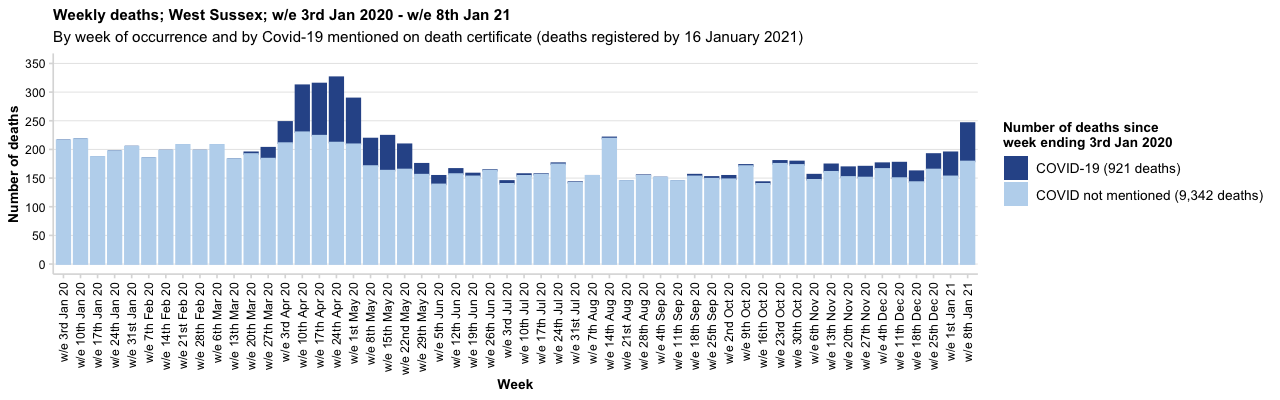 Weekly deaths; West Sussex; w/e 3rd Jan 2020 - w/e 8th Jan 21
By week of occurrence and by Covid-19 mentioned on death certificate (deaths registered by 16 January 2021)
Number of deaths
350
300
250
200
150
100
50
0
w/e 3rd Jan 20
w/e 10th Jan 20
w/e 17th Jan 20
w/e 24th Jan 20
w/e 31st Jan 20
w/e 7th Feb 20
w/e 14th Feb 20
w/e 21st Feb 20
w/e 28th Feb 20
w/e 6th Mar 20
w/e 13th Mar 20
w/e 20th Mar 20
w/e 27th Mar 20
w/e 3rd Apr 20
w/e 10th Apr 20
w/e 17th Apr 20
w/e 24th Apr 20
w/e 1st May 20
w/e 8th May 20
w/e 15th May 20
w/e 22nd May 20
w/e 29th May 20
w/e 5th Jun 20
w/e 12th Jun 20
w/e 19th Jun 20
w/e 26th Jun 20
w/e 3rd Jul 20
w/e 10th Jul 20
w/e 17th Jul 20
w/e 24th Jul 20
w/e 31st Jul 20
w/e 7th Aug 20
w/e 14th Aug 20
w/e 21st Aug 20
w/e 28th Aug 20
w/e 4th Sep 20
w/e 11th Sep 20
w/e 18th Sep 20
w/e 25th Sep 20
w/e 2nd Oct 20
w/e 9th Oct 20
w/e 16th Oct 20
w/e 23rd Oct 20
w/e 30th Oct 20
w/e 6th Nov 20
w/e 13th Nov 20
w/e 20th Nov 20
w/e 27th Nov 20
w/e 4th Dec 20
w/e 11th Dec 20
w/e 18th Dec 20
w/e 25th Dec 20
w/e 1st Jan 21
w/e 8th Jan 21
Week
Number of deaths since
week ending 3rd Jan 2020
COVID-19 (921 deaths)
COVID not mentioned (9,342 deaths)